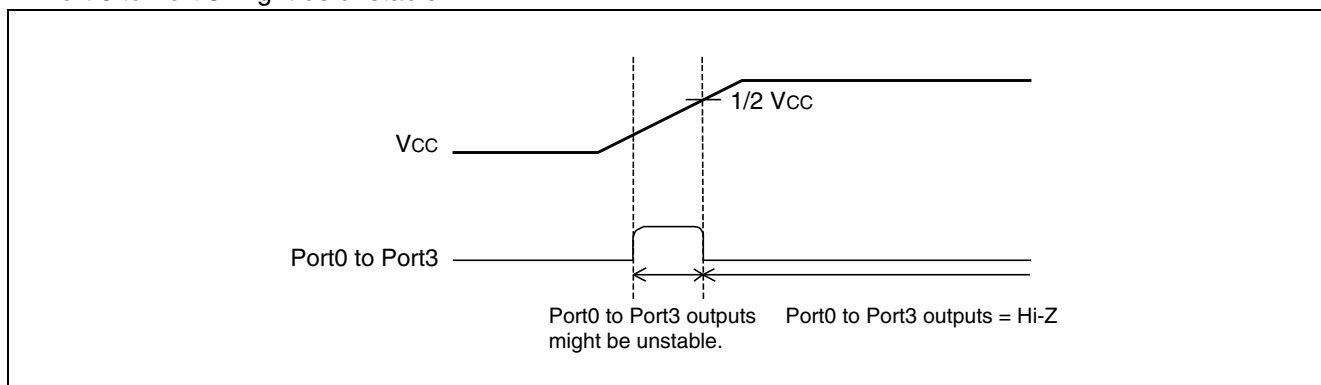 1/2 VCC
VCC
Port0 to Port3
Port0 to Port3 outputs
might be unstable.
Port0 to Port3 outputs = Hi-Z